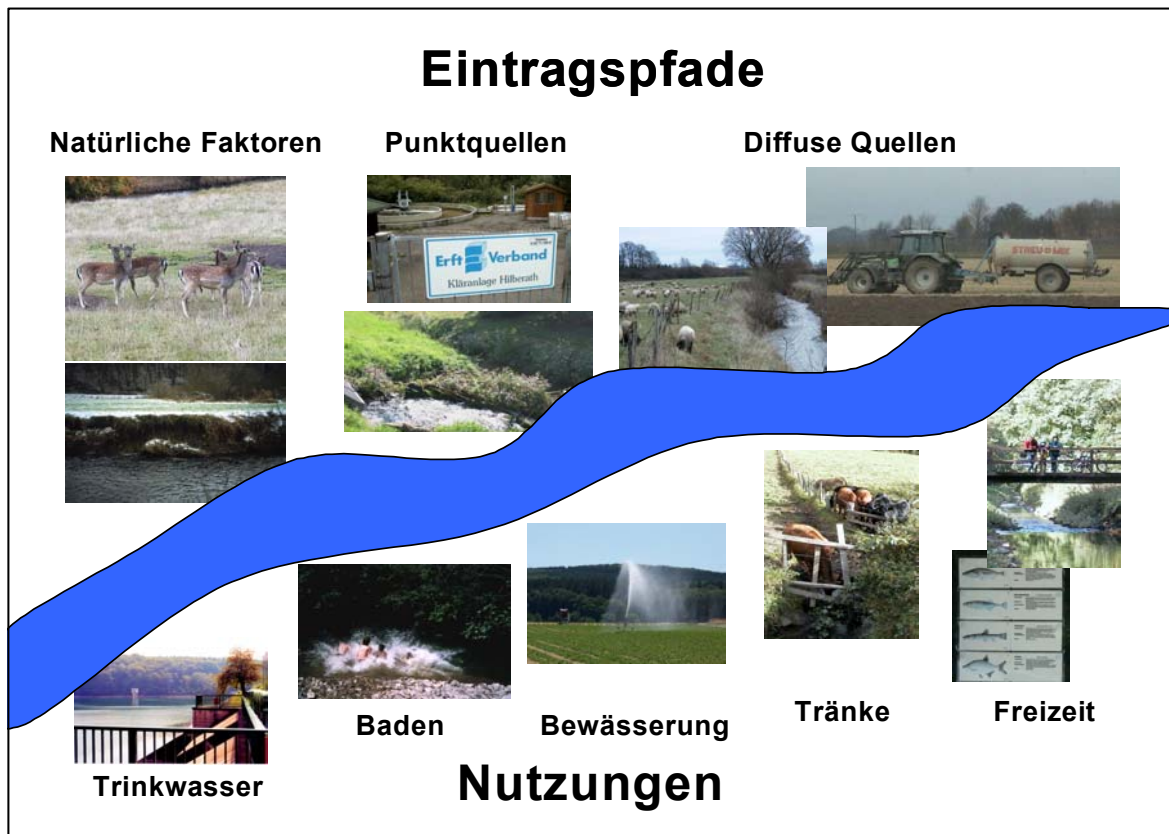 Eintragspfade
Natürliche Faktoren
Punktquellen
Diffuse Quellen
Erft Verband
Kläranlage Hilberath
Baden
Bewässerung
Tränke
Freizeit
Trinkwasser
Nutzungen